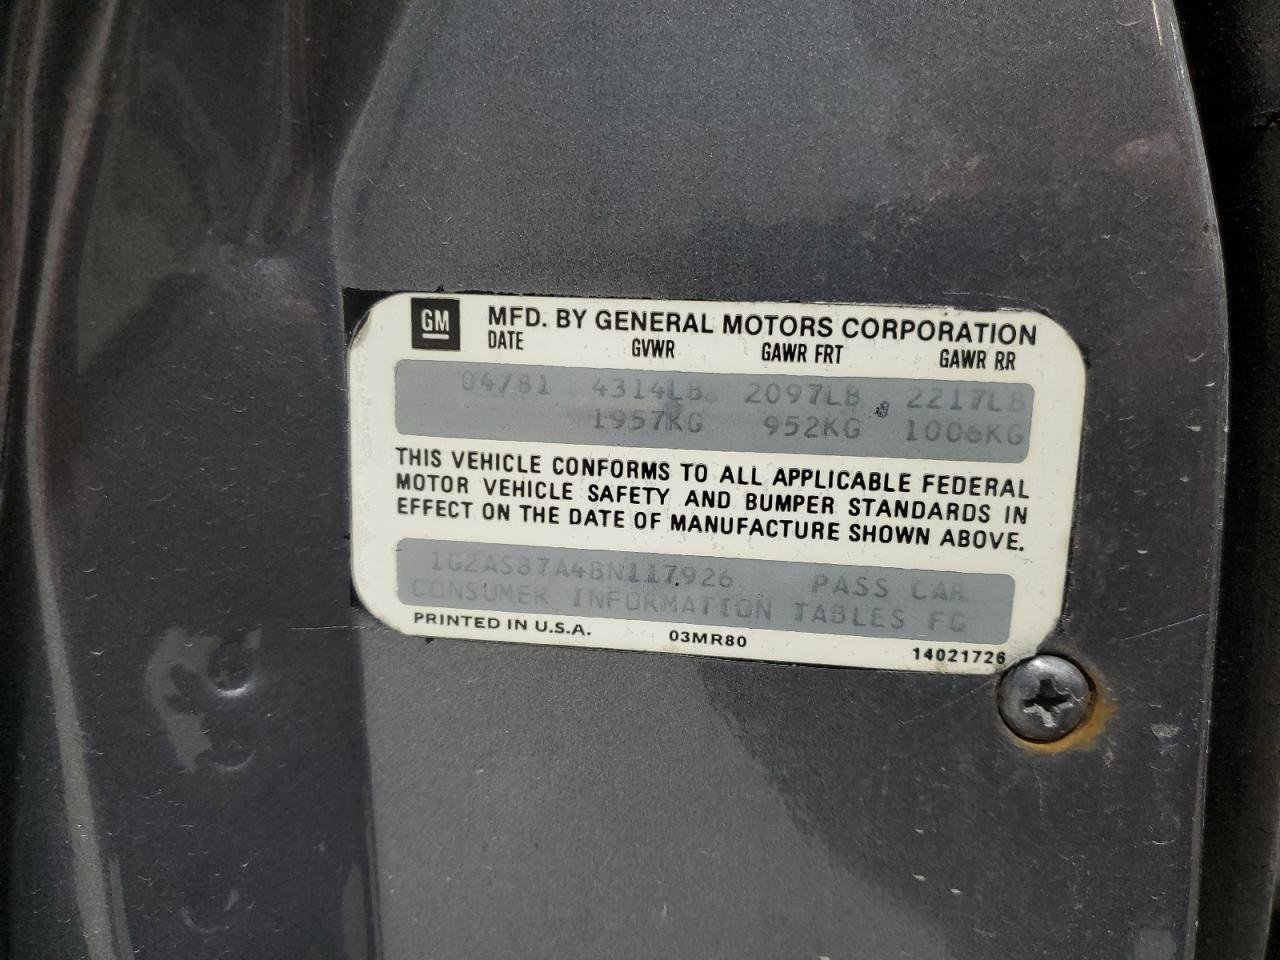 GM MFD. BY GENERAL MOTORS CORPORATION
DATE GVWR GAWR FRT GAWR RR
04/81 4314LB 2097LB 2217LB
1957KG 952KG 1006KG
THIS VEHICLE CONFORMS TO ALL APPLICABLE FEDERAL
MOTOR VEHICLE SAFETY AND BUMPER STANDARDS IN
EFFECT ON THE DATE OF MANUFACTURE SHOWN ABOVE.
1G2AS87A4BN117926 PASS CAR
CONSUMER INFORMATION TABLES FG
PRINTED IN U.S.A. 03MR80 14021726